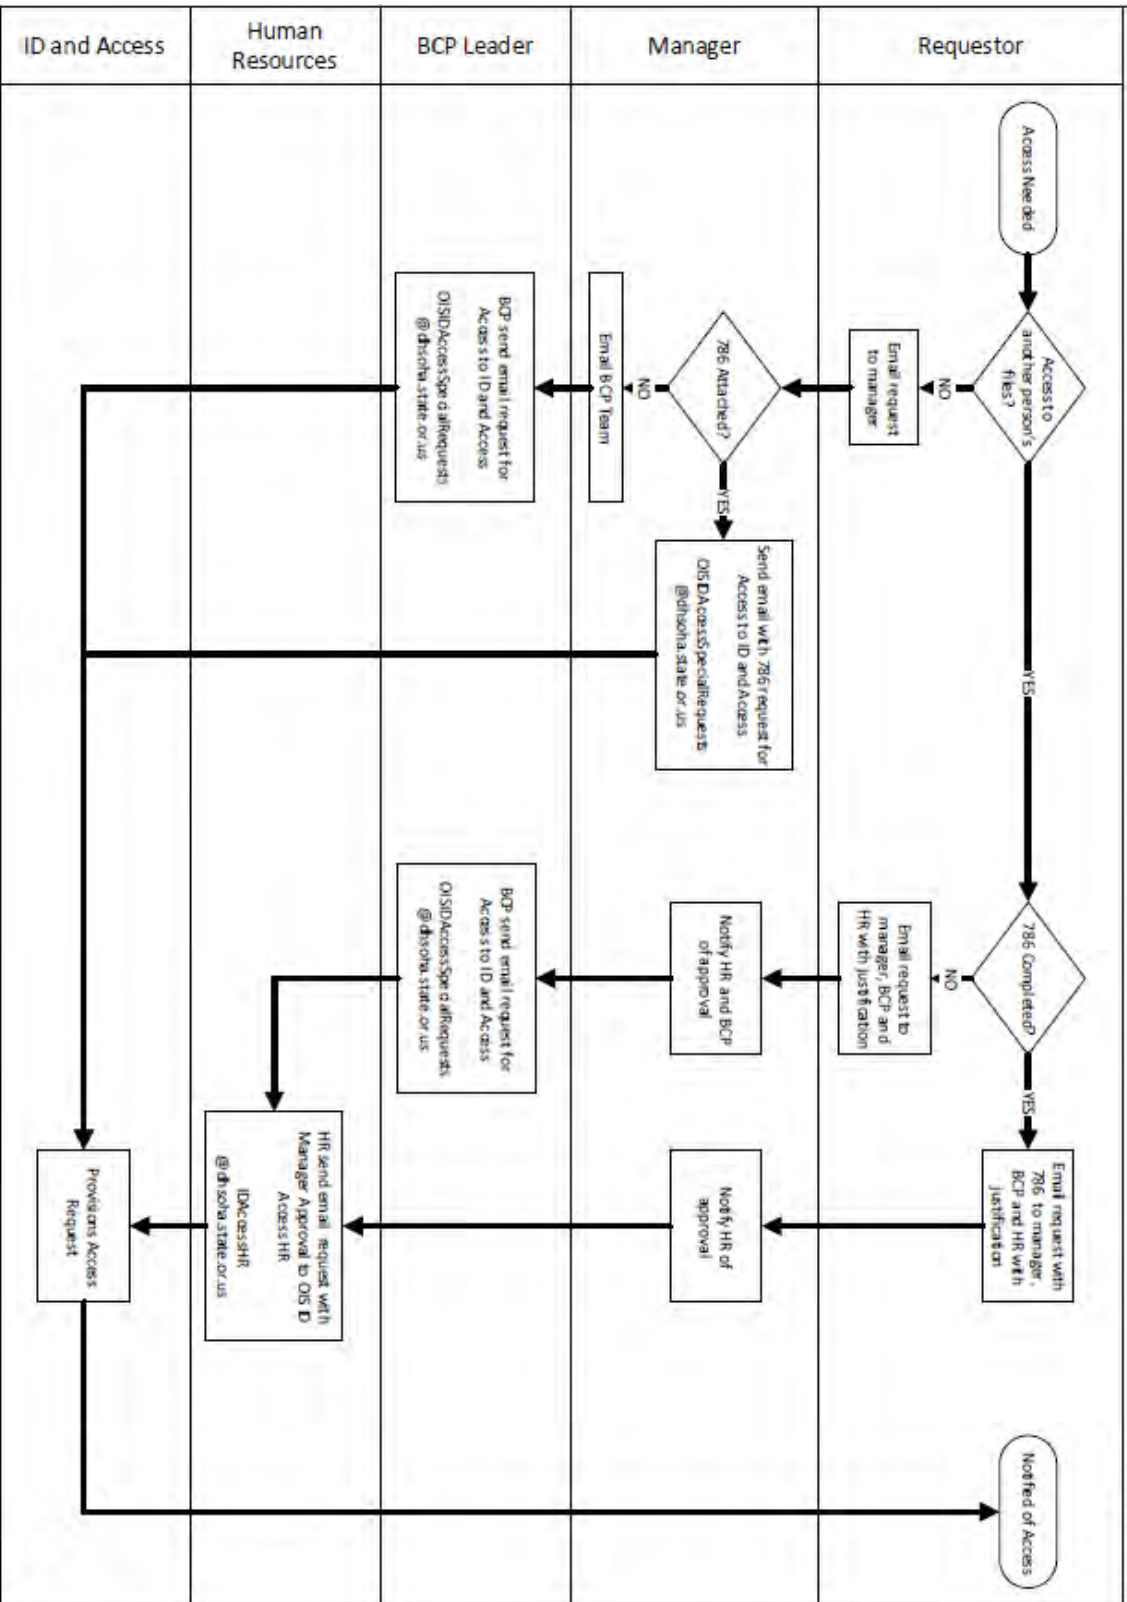 ID and Access
Human
Resources
BCP Leader
Manager
Requestor
Access Needed
Access to
another person's
files?
NO
YES
Email request
to manager
786 Attached?
NO
YES
Email BCP Team
BCP send email request for
Access to ID and Access
OISIDAccessSpecialRequests
@dhsoha.state.or.us
Send email with 786 request for
Access to ID and Access
OISIDAccessSpecialRequests
@dhsoha.state.or.us
786 Completed?
NO
YES
Email request to
manager, BCP and
HR with justification
Notify HR and BCP
of approval
BCP send email request for
Access to ID and Access
OISIDAccessSpecialRequests
@dhsoha.state.or.us
Email request with
786 to manager,
BCP and HR with
justification
Notify HR of
approval
HR send email request with
Manager Approval to OIS ID
Access HR
IDAccessHR
@dhsoha.state.or.us
Provisions Access
Request
Notified of Access